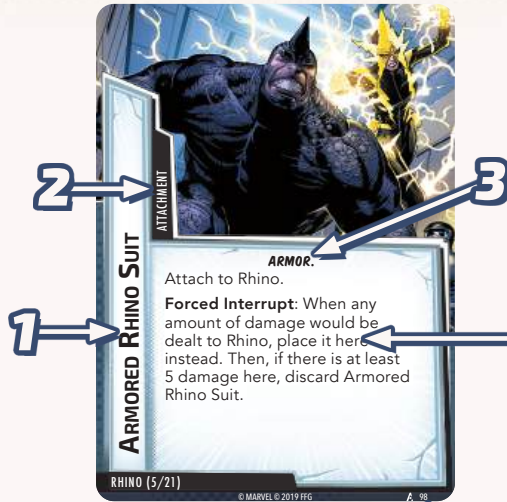 2
ATTACHMENT
3
1
ARMORED RHINO SUIT
ARMOR.
Attach to Rhino.
Forced Interrupt: When any
amount of damage would be
dealt to Rhino, place it here
instead. Then, if there is at least
5 damage here, discard Armored
Rhino Suit.
RHINO (5/21)
© MARVEL © 2019 FFG
98